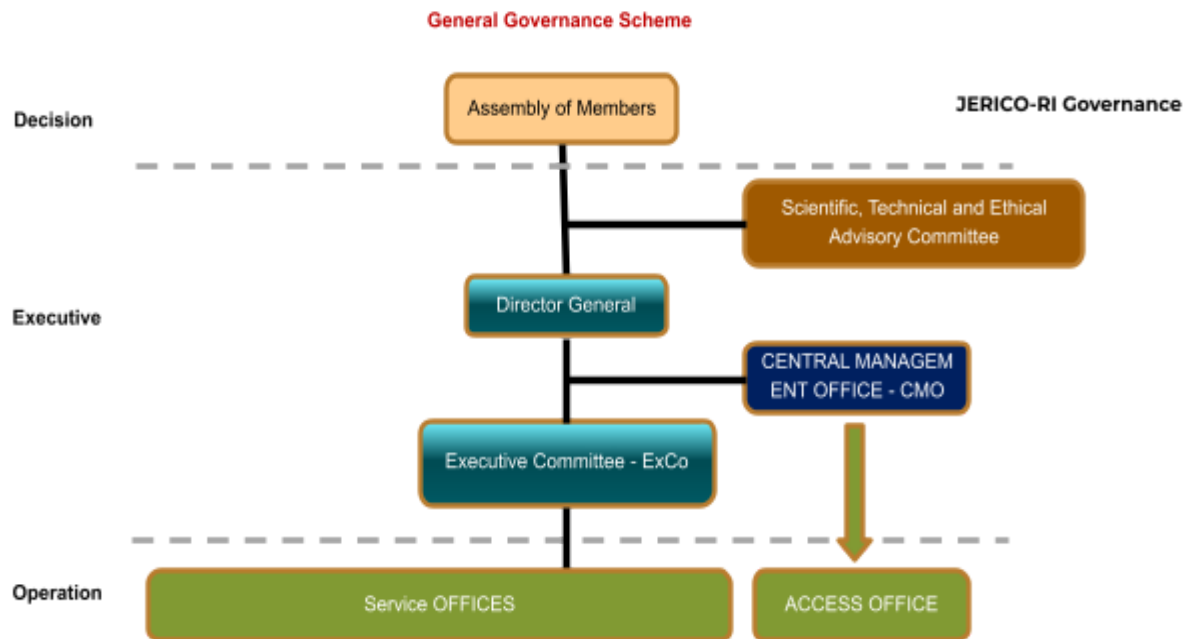 General Governance Scheme
Assembly of Members
JERICO-RI Governance
Decision
Scientific, Technical and Ethical
Advisory Committee
Director General
Executive
CENTRAL MANAGEM
ENT OFFICE - CMO
Executive Committee - ExCo
Operation
Service OFFICES
ACCESS OFFICE